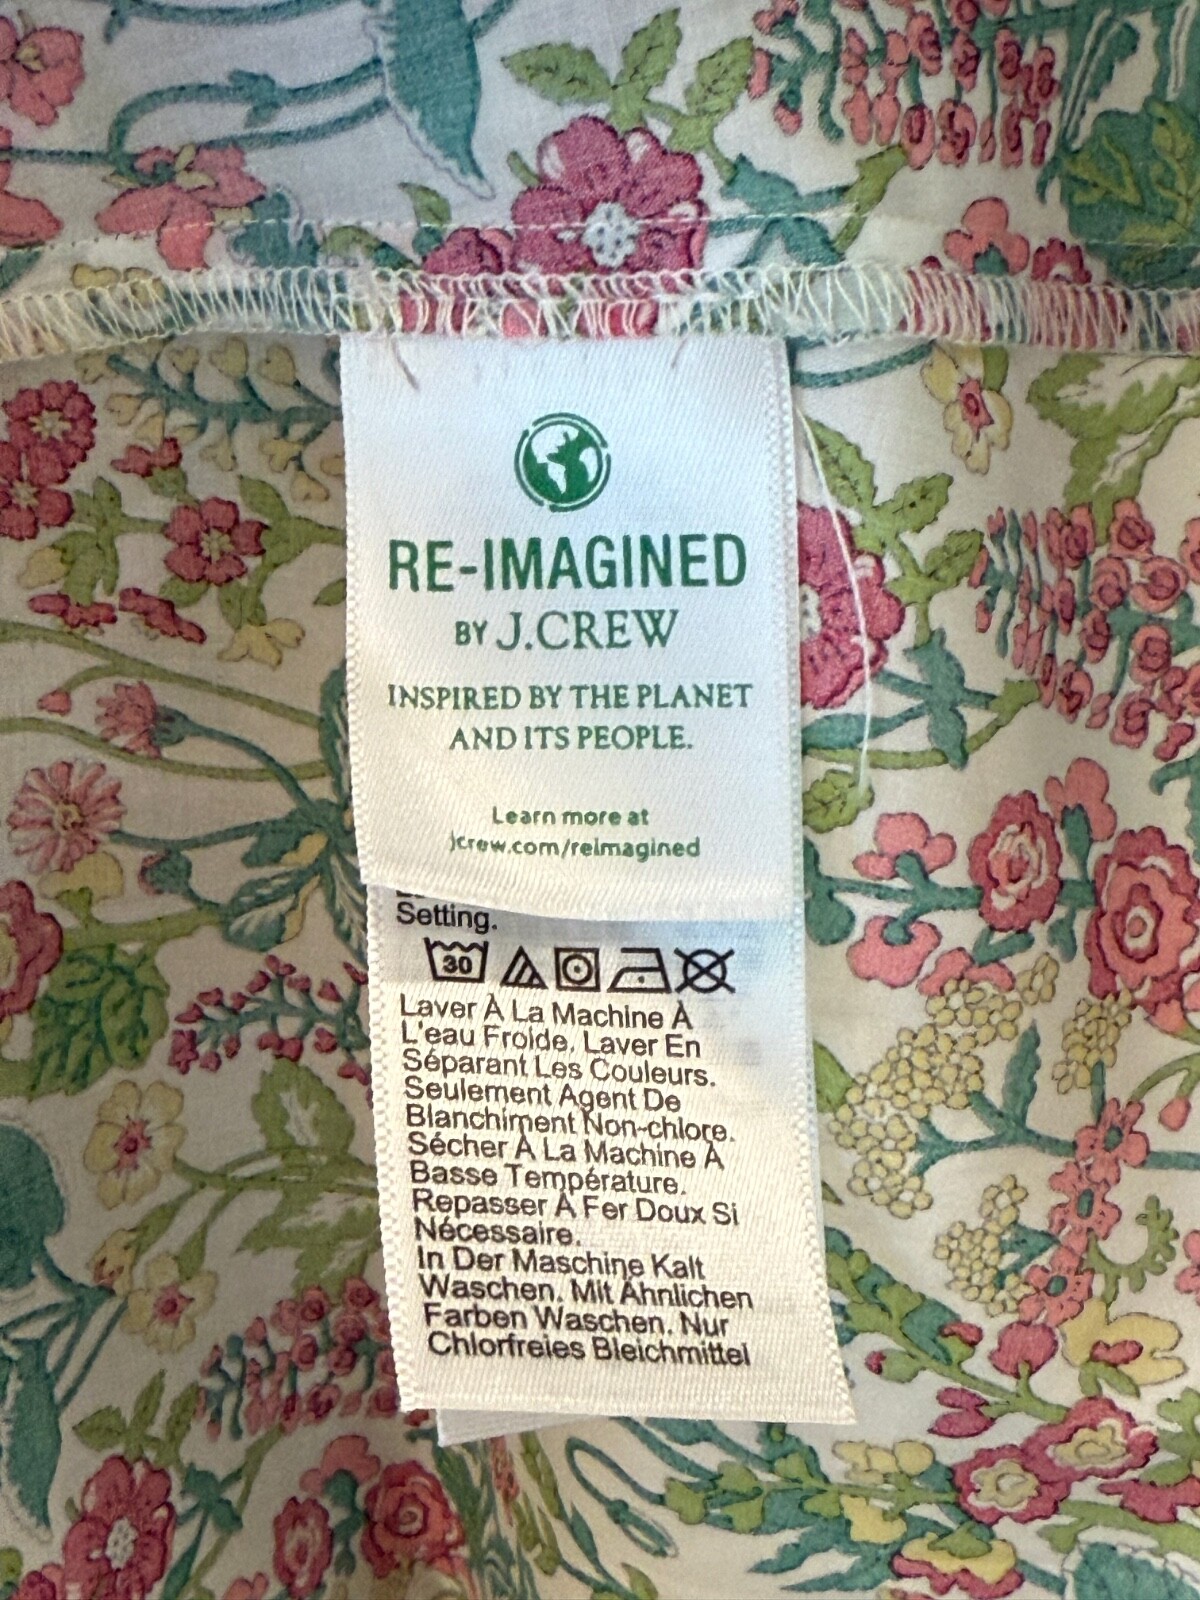 RE-IMAGINED
BY J.CREW
INSPIRED BY THE PLANET
AND ITS PEOPLE.
Learn more at
jcrew.com/reimagined
Setting.
30
Laver À La Machine À
L'eau Froide. Laver En
Séparant Les Couleurs.
Seulement Agent De
Blanchiment Non-chlore.
Sécher À La Machine À
Basse Température.
Repasser À Fer Doux Si
Nécessaire.
In Der Maschine Kalt
Waschen. Mit Ähnlichen
Farben Waschen. Nur
Chlorfreies Bleichmittel